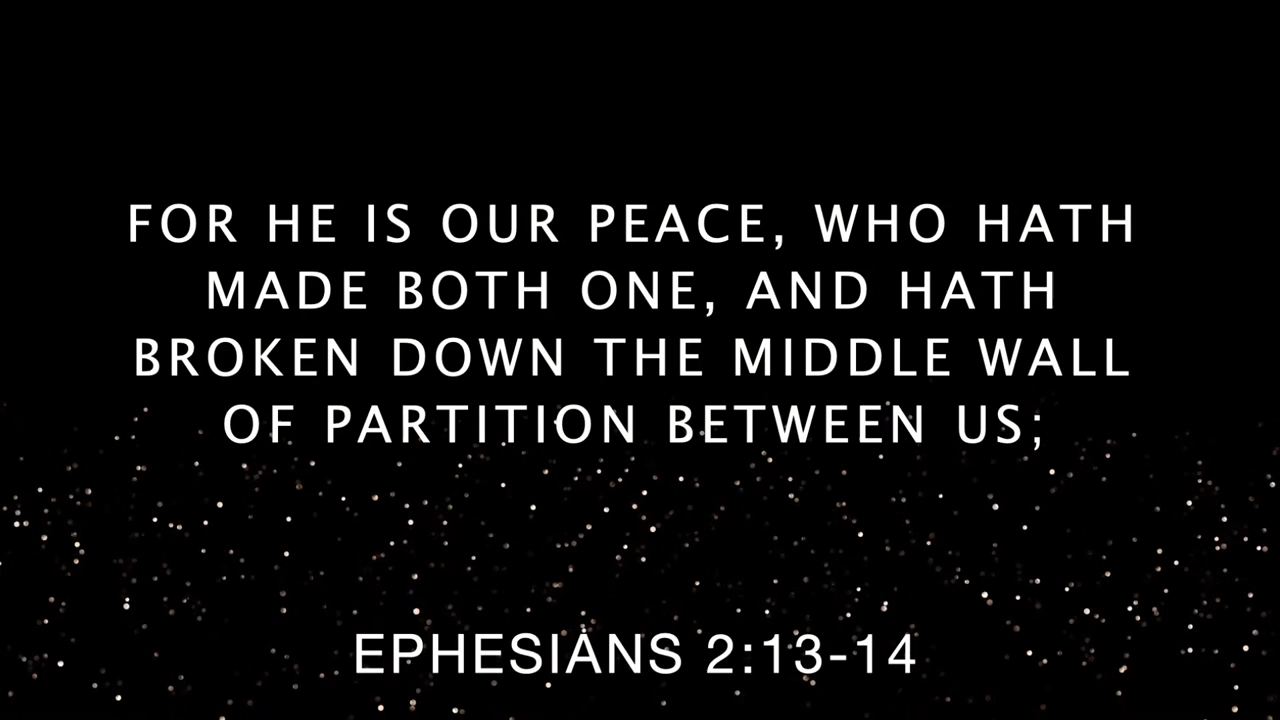 FOR HE IS OUR PEACE, WHO HATH
MADE BOTH ONE, AND HATH
BROKEN DOWN THE MIDDLE WALL
OF PARTITION BETWEEN US;
EPHESIANS 2:13-14